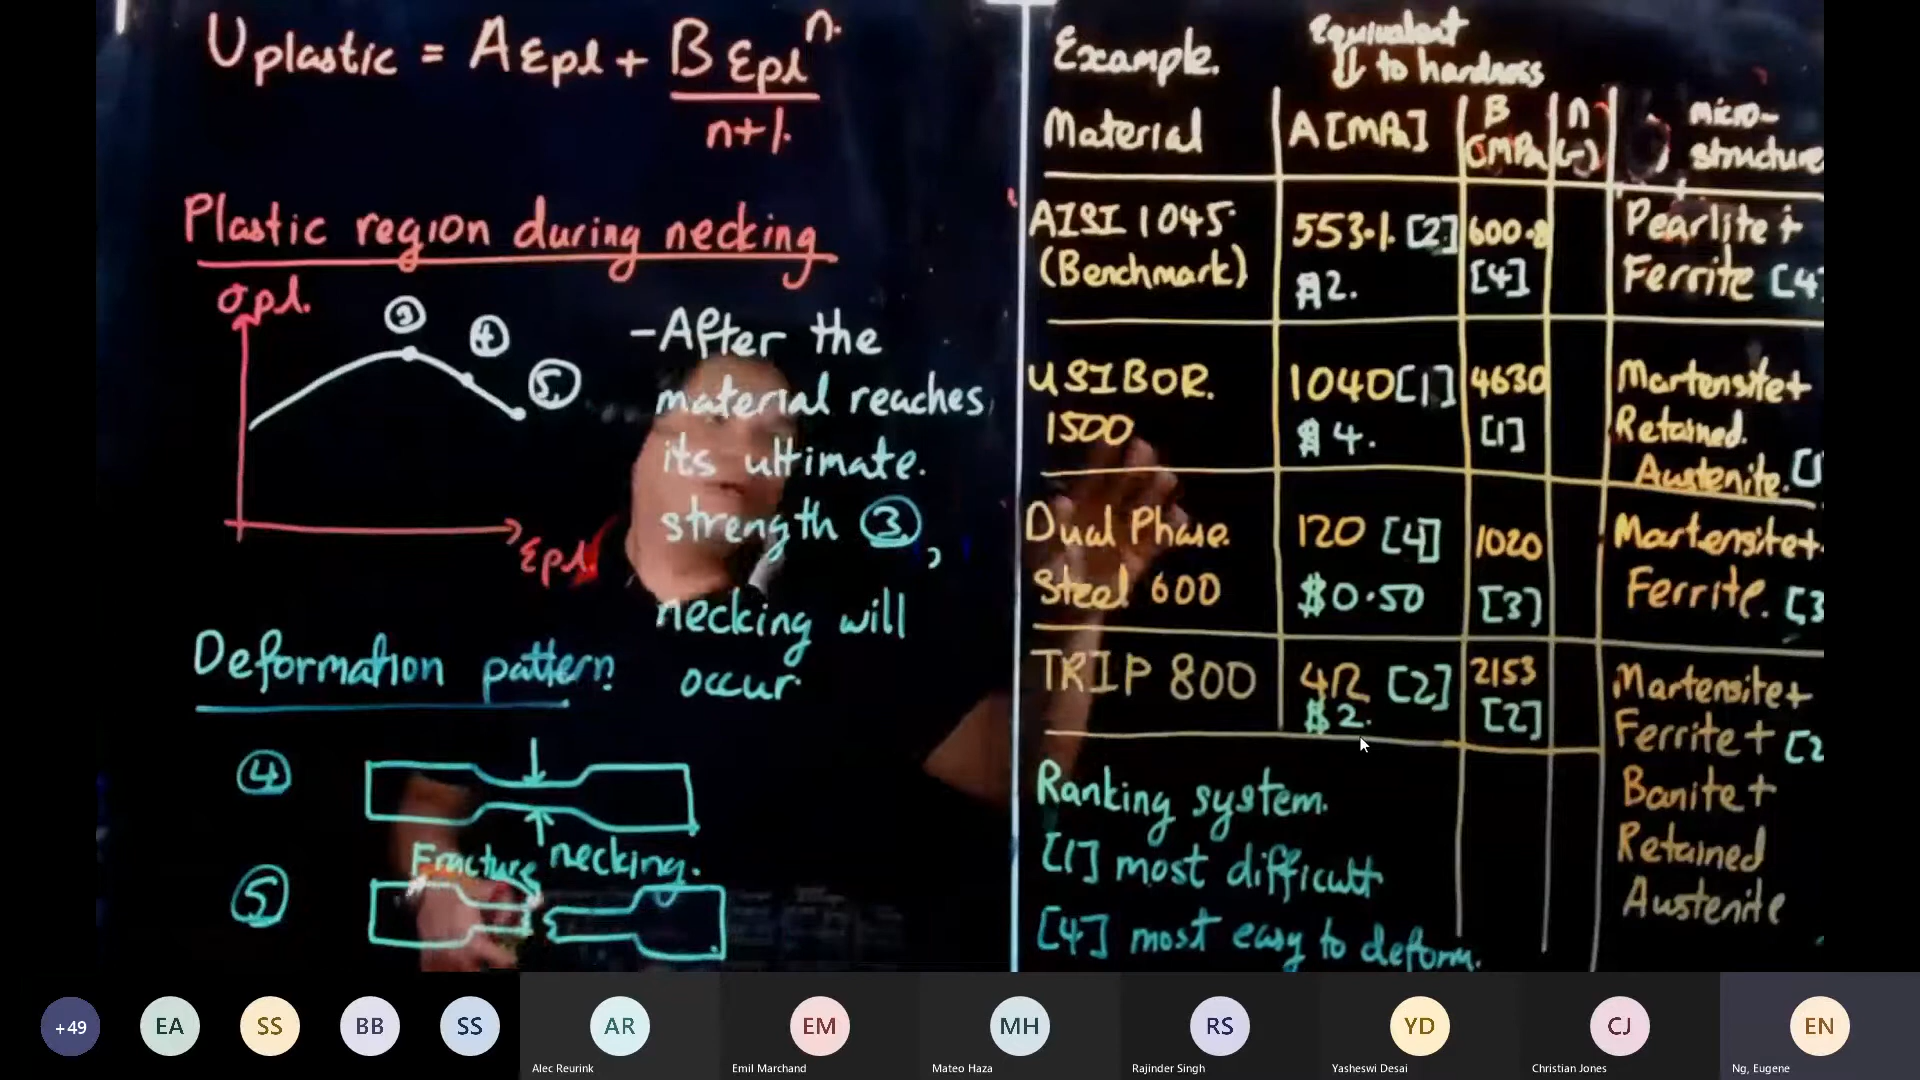 Uplastic = Aεpl + Bεpl^n.
n+1.
Plastic region during necking
σpl.
3
4
5.
εpl.
-After the
material reaches
its ultimate.
strength 3,
necking will
occur.
Deformation pattern
4
necking.
Fracture
5
Example.
Equivalent
to hardness
Material
A [MPa]
B
[MPa]
n
(-)
micro-
structure
AISI 1045.
(Benchmark)
553.1. [2]
$2.
600.8
[4]
Pearlite +
Ferrite [4
USIBOR.
1500
1040 [1]
$4.
4630
[1]
Martensite +
Retained.
Austenite. [1
Dual Phase.
Steel 600
120 [4]
$0.50
1020
[3]
Martensite +
Ferrite. [3
TRIP 800
412 [2]
$2.
2153
[2]
Martensite +
Ferrite + [2
Banite +
Retained
Austenite
Ranking system.
[1] most difficult
[4] most easy to deform.
+49
EA
SS
BB
SS
AR
Alec Reurink
EM
Emil Marchand
MH
Mateo Haza
RS
Rajinder Singh
YD
Yasheswi Desai
CJ
Christian Jones
EN
Ng, Eugene